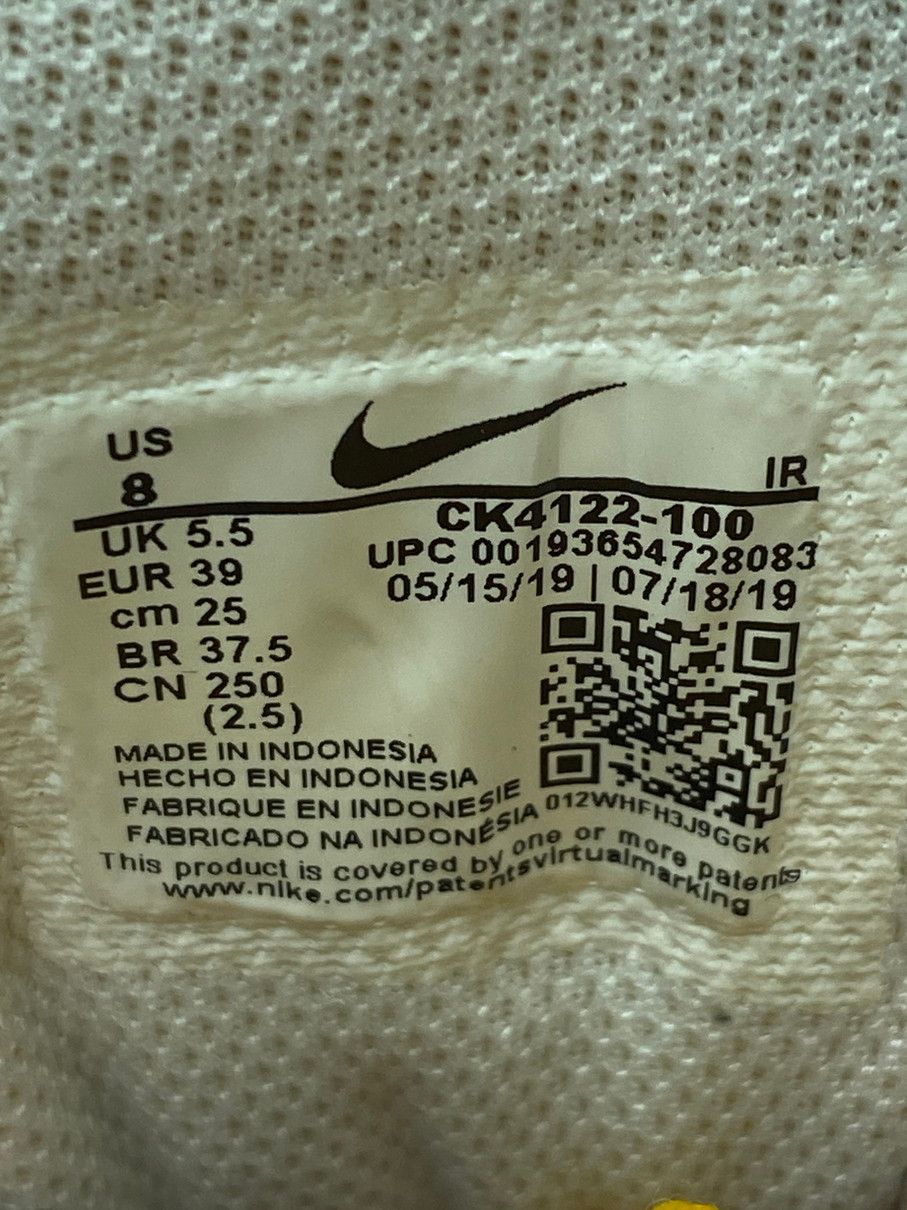 US
8
IR
UK 5.5
EUR 39
cm 25
BR 37.5
CN 250
(2.5)
CK4122-100
UPC 00193654728083
05/15/19 | 07/18/19
MADE IN INDONESIA
HECHO EN INDONESIA
FABRIQUE EN INDONESIE
FABRICADO NA INDONÉSIA
012WHFH3J9GGK
This product is covered by one or more patents
www.nike.com/patentsvirtualmarking